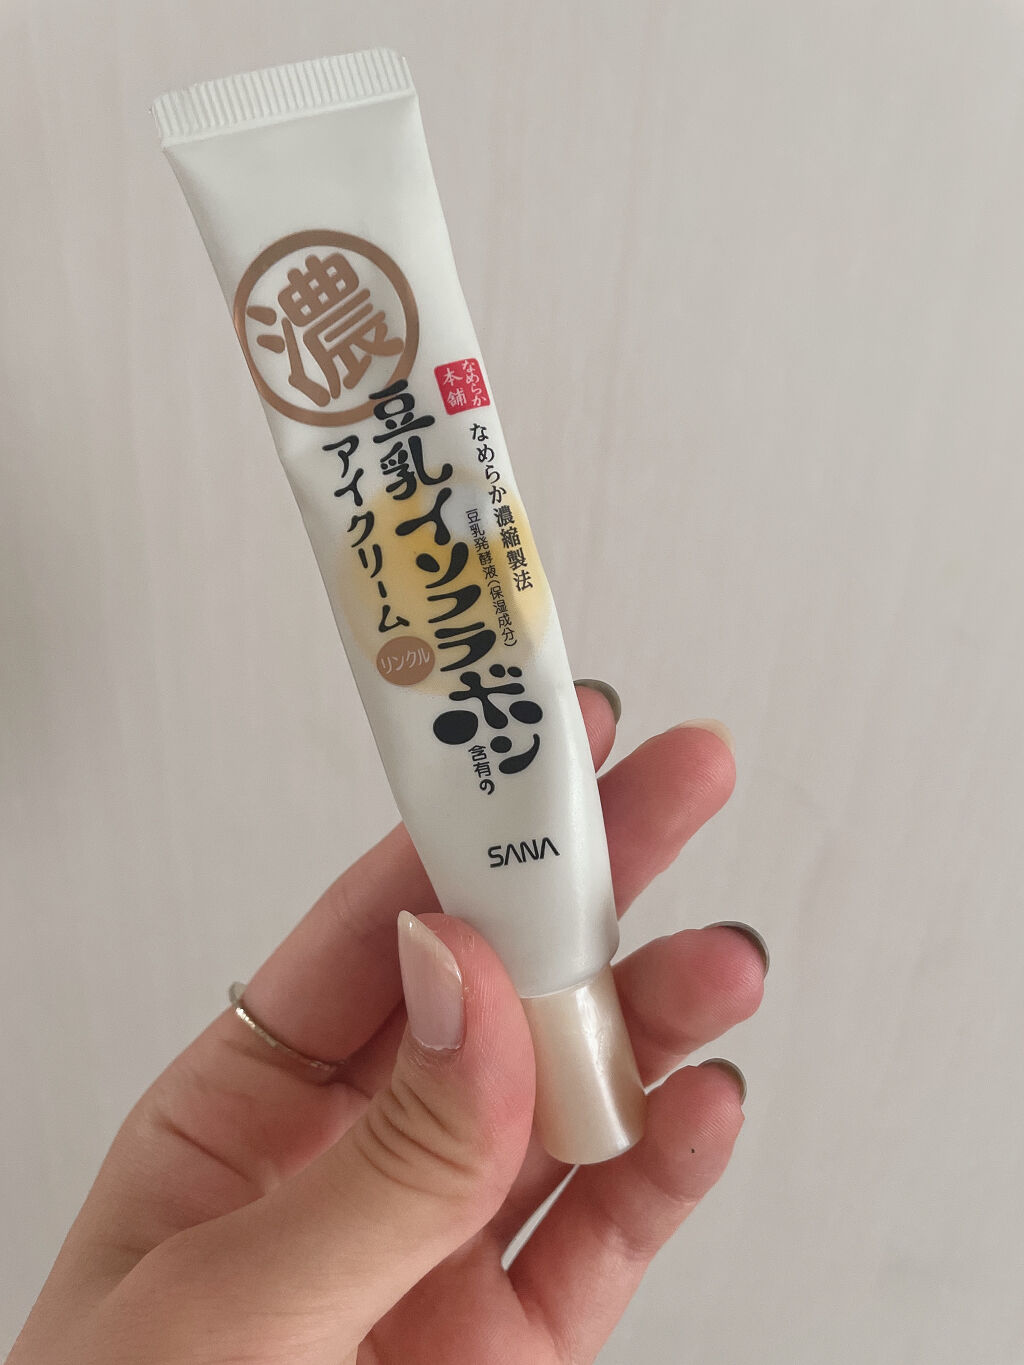 濃
なめらか
本舗
なめらか濃縮製法
豆乳発酵液(保湿成分)
豆乳イソフラボン
含有の
アイクリーム
リンクル
SANA